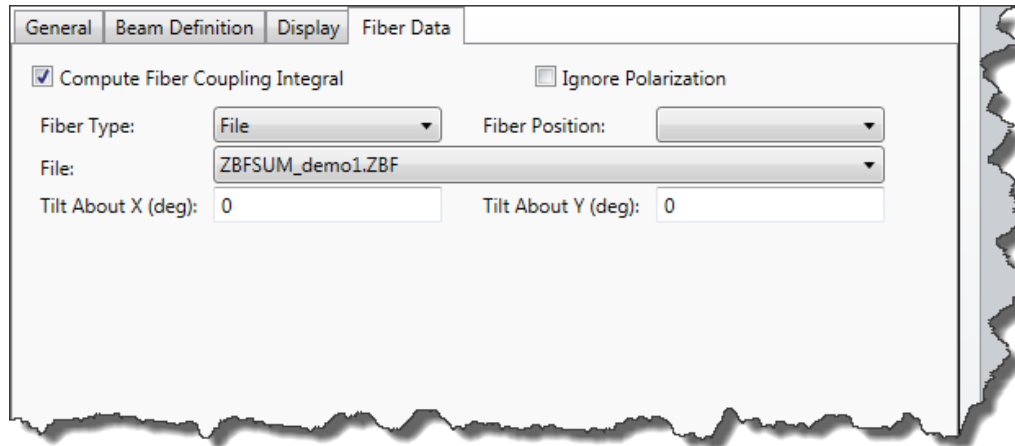 General Beam Definition Display Fiber Data
Compute Fiber Coupling Integral Ignore Polarization
Fiber Type: File Fiber Position:
File: ZBFSUM_demo1.ZBF
Tilt About X (deg): 0 Tilt About Y (deg): 0